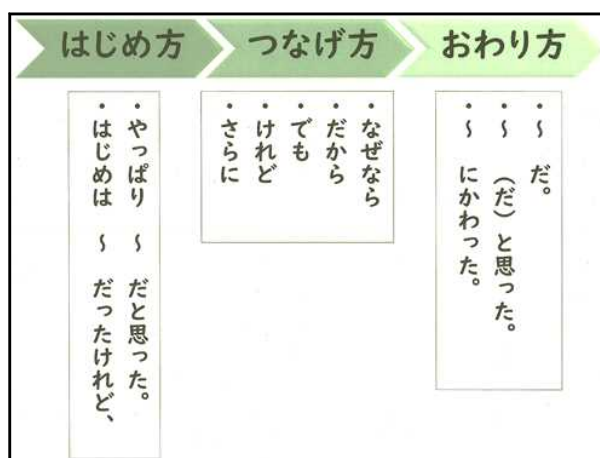 はじめ方
つなげ方
おわり方
・やっぱり　～　だと思った。
・はじめは　～　だったけれど、
・なぜなら
・だから
・でも
・けれど
・さらに
・～　だ。
・～　（だ）と思った。
・～　にかわった。